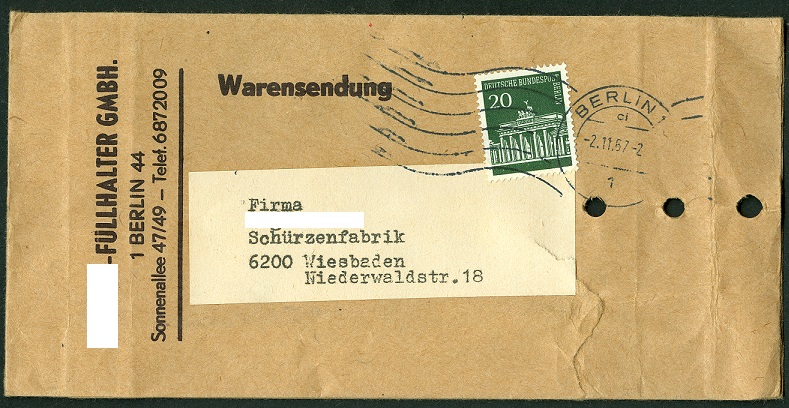 -FÜLLHALTER GMBH.
1 BERLIN 44
Sonnenallee 47/49 – Telef. 6872009
Warensendung
DEUTSCHE BUNDESPOST
BERLIN
20
BERLIN
cl
-2.11.67-2
1
Firma
Schürzenfabrik
6200 Wiesbaden
Niederwaldstr.18